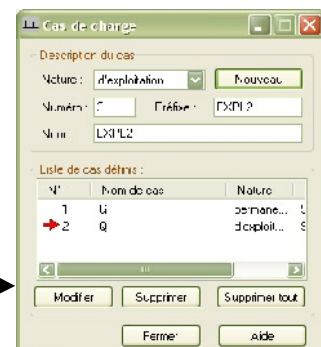 Cas de charge
Description du cas
Nature : d'exploitation Nouveau
Numéro : Préfixe : EXPL2
Nom : EXPL2
Liste de cas définis :
N° Nom de cas Nature
1 G permane...
2 Q d'exploit...
Modifier Supprimer Supprimer tout
Fermer Aide